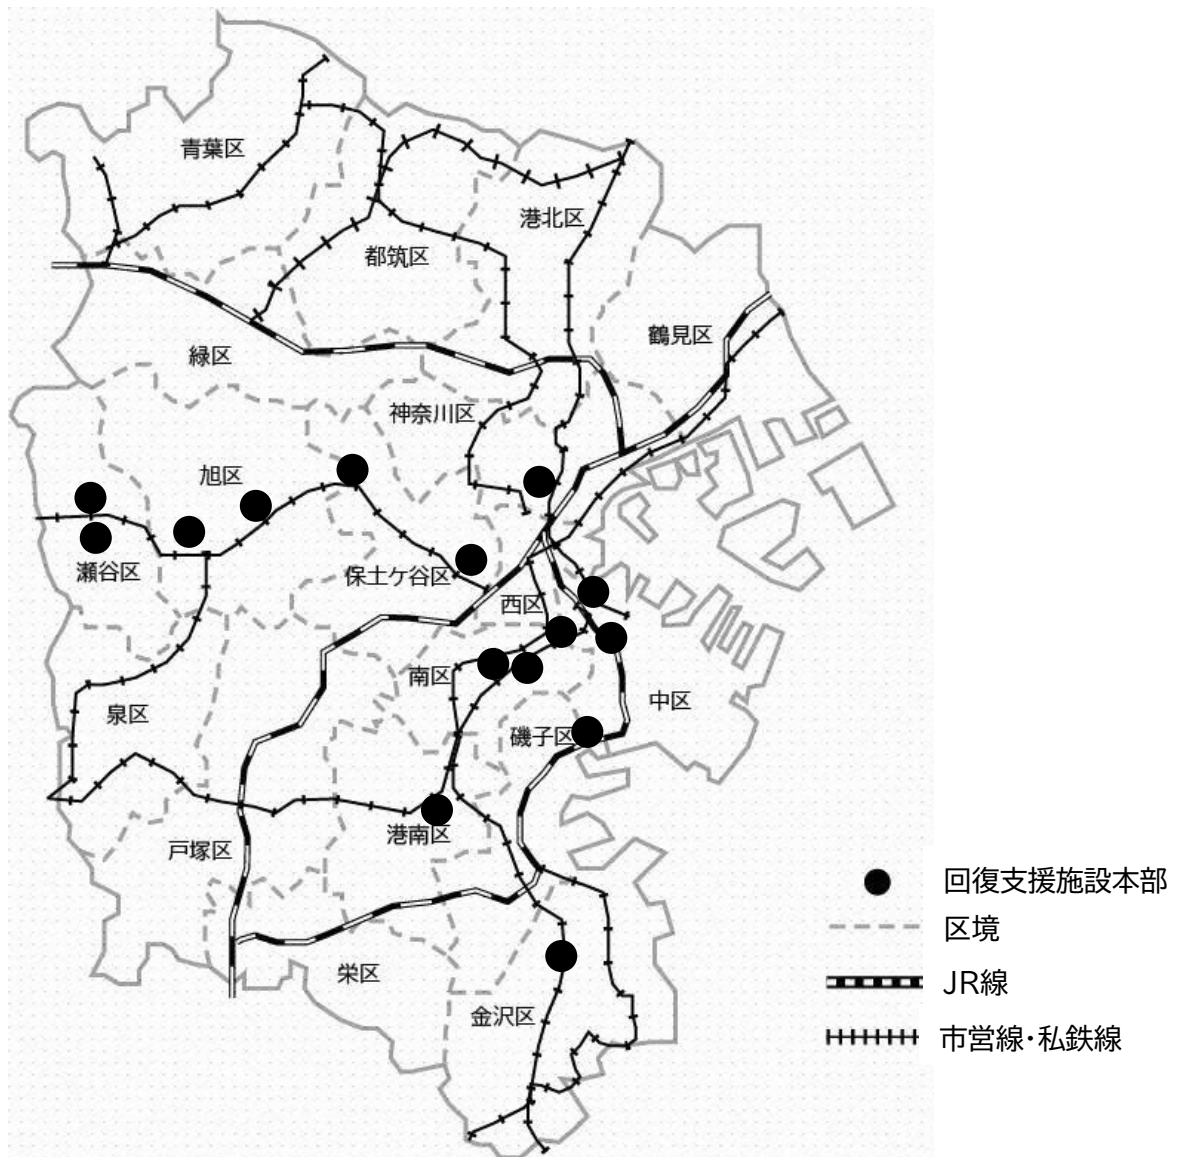 青葉区
港北区
都筑区
鶴見区
緑区
神奈川区
旭区
瀬谷区
保土ケ谷区
西区
南区
中区
泉区
磯子区
港南区
戸塚区
栄区
金沢区
回復支援施設本部
区境
JR線
市営線・私鉄線